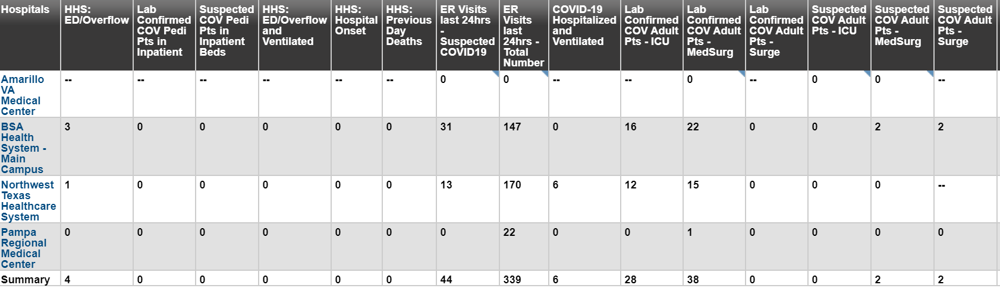 Hospitals HHS: ED/Overflow Lab Confirmed COV Pedi Pts in Inpatient Suspected COV Pedi Pts in Inpatient Beds HHS: ED/Overflow and Ventilated HHS: Hospital Onset HHS: Previous Day Deaths ER Visits last 24hrs - Suspected COVID19 ER Visits last 24hrs - Total Number COVID-19 Hospitalized and Ventilated Lab Confirmed COV Adult Pts - ICU Lab Confirmed COV Adult Pts - MedSurg Lab Confirmed COV Adult Pts - Surge Suspected COV Adult Pts - ICU Suspected COV Adult Pts - MedSurg Suspected COV Adult Pts - Surge
Amarillo VA Medical Center -- -- -- -- -- -- 0 0 -- -- 0 -- 0 0 --
BSA Health System - Main Campus 3 0 0 0 0 0 31 147 0 16 22 0 0 2 2
Northwest Texas Healthcare System 1 0 0 0 0 0 13 170 6 12 15 0 0 0 --
Pampa Regional Medical Center 0 0 0 0 0 0 0 22 0 0 1 0 0 0 0
Summary 4 0 0 0 0 0 44 339 6 28 38 0 0 2 2